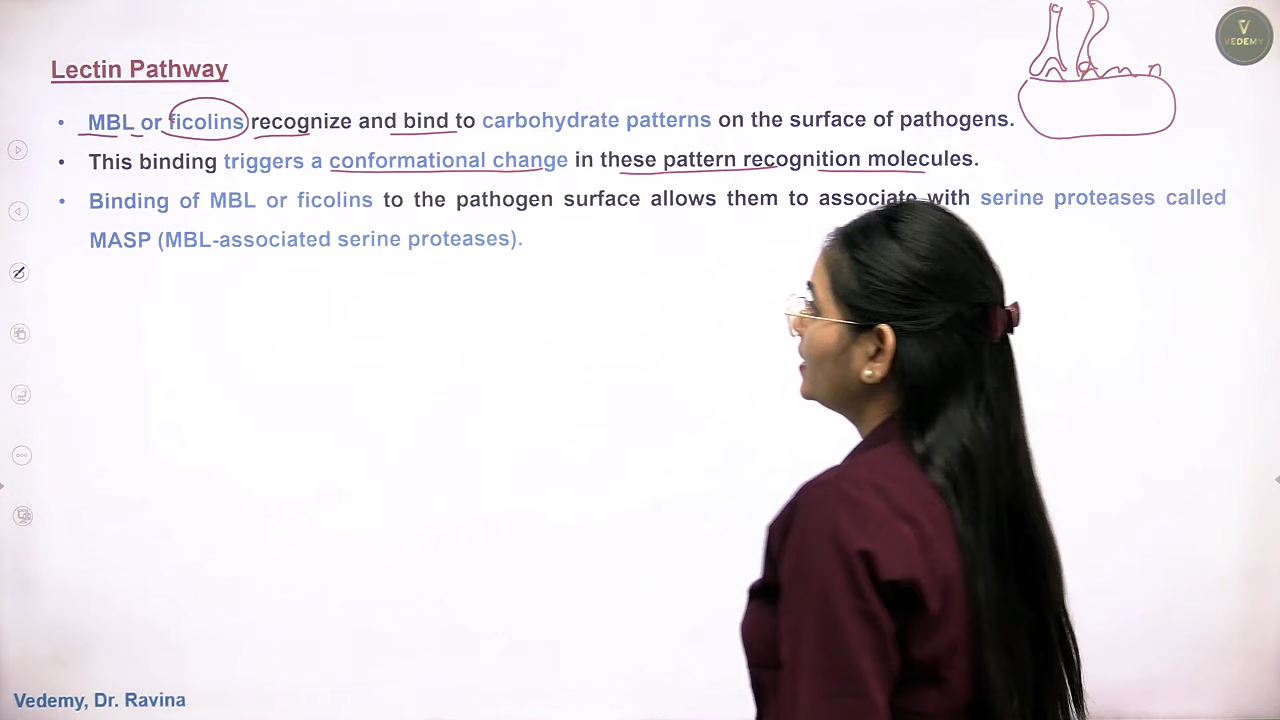 VEDEMY
Lectin Pathway
• MBL or ficolins recognize and bind to carbohydrate patterns on the surface of pathogens.
• This binding triggers a conformational change in these pattern recognition molecules.
• Binding of MBL or ficolins to the pathogen surface allows them to associate with serine proteases called
MASP (MBL-associated serine proteases).
Vedemy, Dr. Ravina